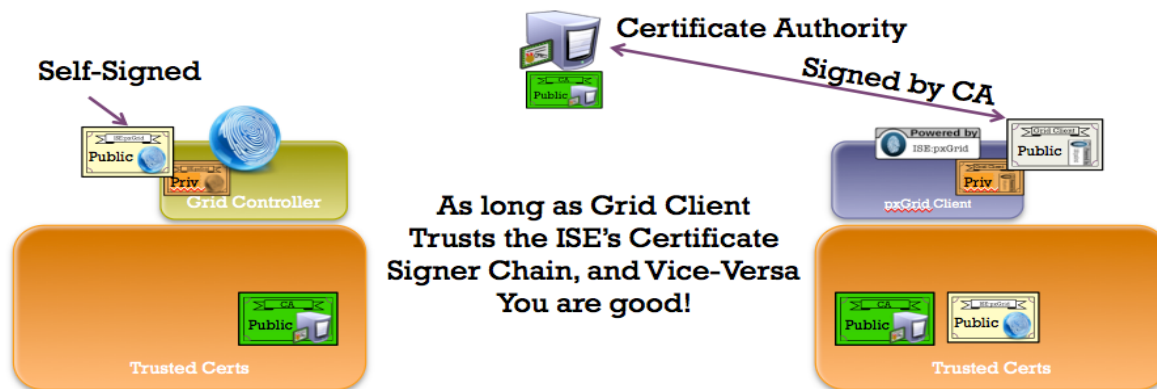 Certificate Authority
Self-Signed
Signed by CA
CA
Public
ISE:pxGrid
Public
Priv
Grid Controller
Powered by
ISE:pxGrid
Grid Client
Public
Priv
pxGrid Client
As long as Grid Client
Trusts the ISE's Certificate
Signer Chain, and Vice-Versa
You are good!
CA
Public
Trusted Certs
CA
Public
ISE:pxGrid
Public
Trusted Certs